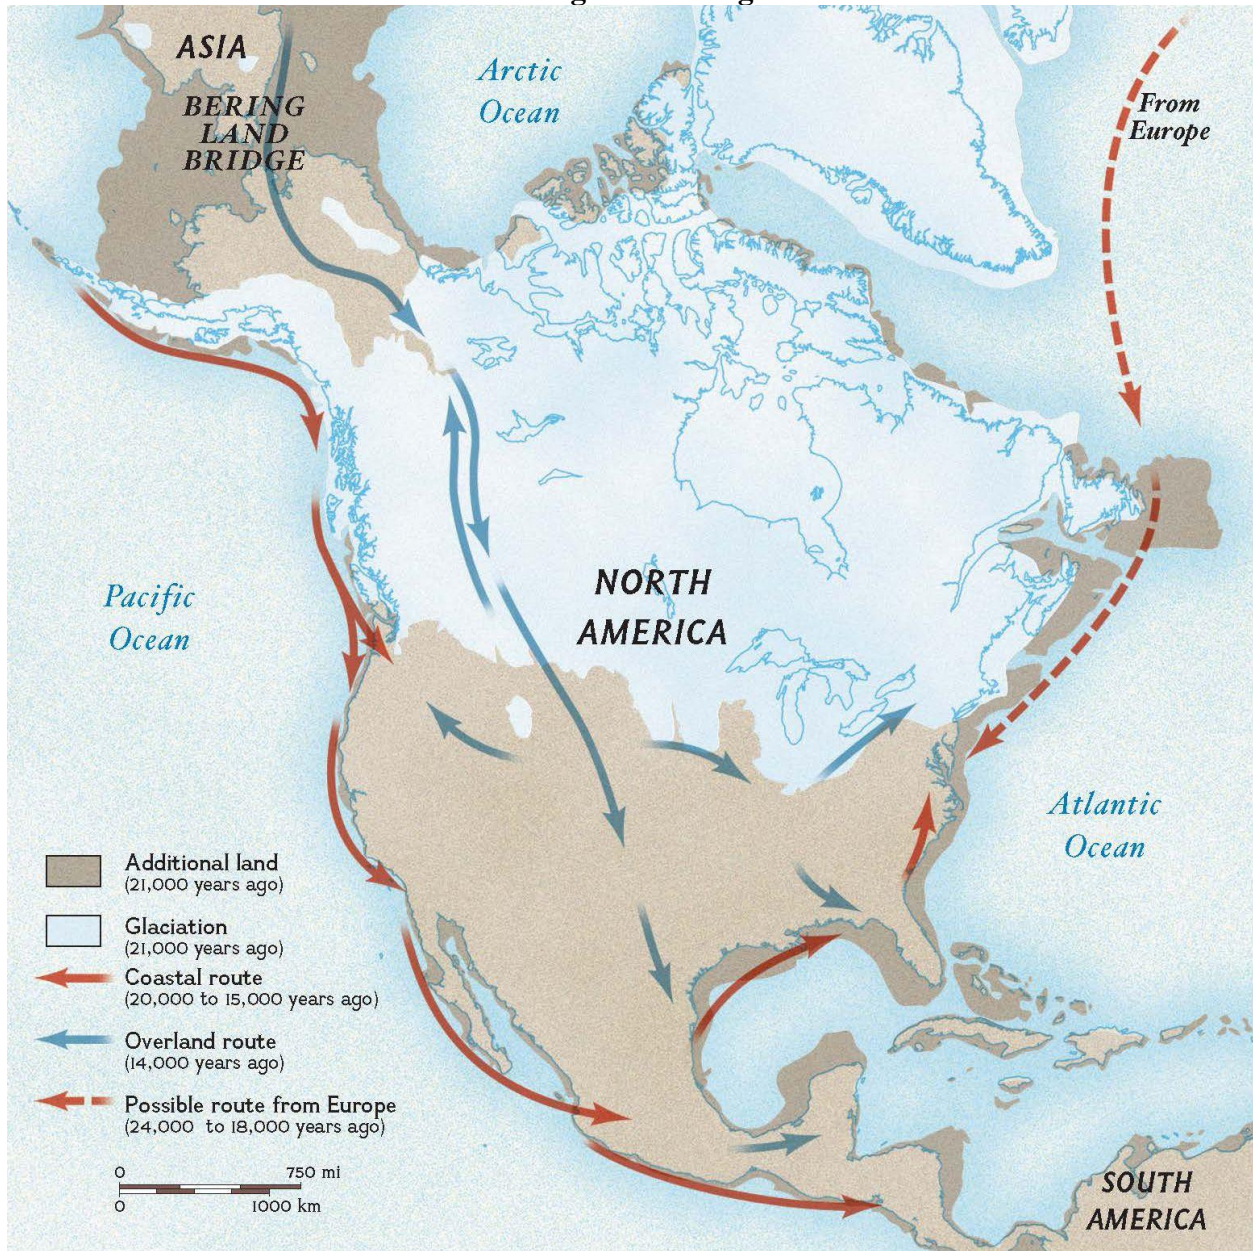 ASIA
BERING
LAND
BRIDGE
Arctic
Ocean
From
Europe
NORTH
AMERICA
Pacific
Ocean
Atlantic
Ocean
Additional land
(21,000 years ago)
Glaciation
(21,000 years ago)
Coastal route
(20,000 to 15,000 years ago)
Overland route
(14,000 years ago)
Possible route from Europe
(24,000 to 18,000 years ago)
0 750 mi
0 1000 km
SOUTH
AMERICA